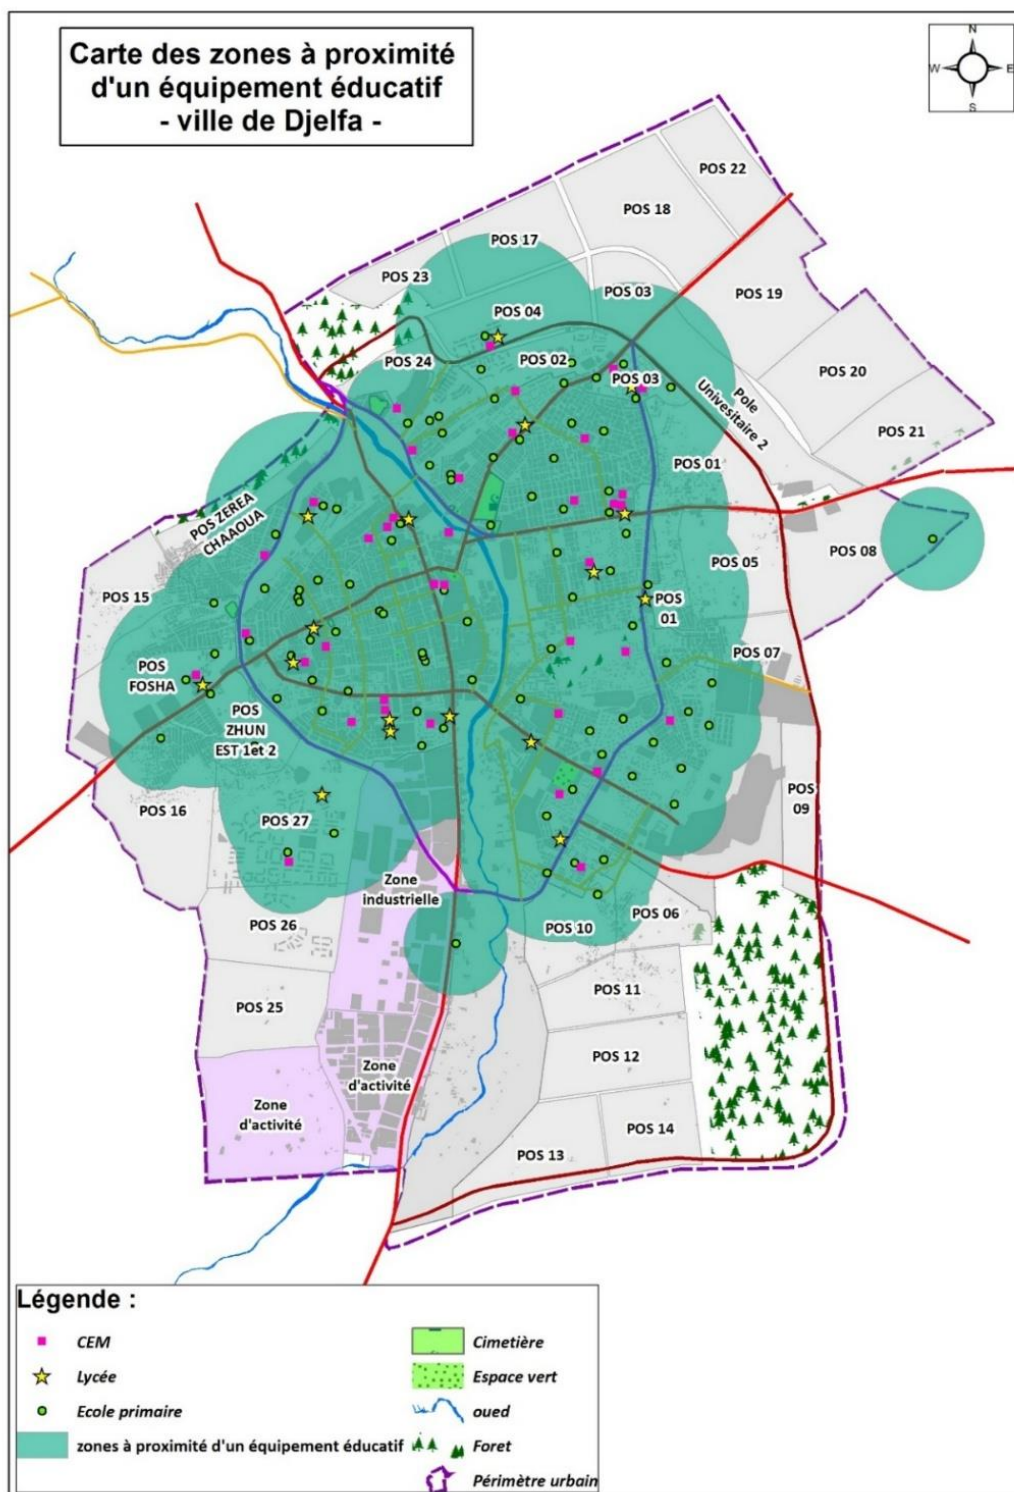 Carte des zones à proximité
d'un équipement éducatif
- ville de Djelfa -
N
W
E
S
POS 22
POS 18
POS 17
POS 23
POS 03
POS 19
POS 04
POS 24
POS 02
POS 03
POS 20
Pole
Univesitaire 2
POS 21
POS 01
POS ZEREA
CHAAOUA
POS 08
POS 05
POS 15
POS
01
POS 07
POS
FOSHA
POS
ZHUN
EST 1et 2
POS
09
POS 16
POS 27
Zone
industrielle
POS 06
POS 26
POS 10
POS 11
POS 25
POS 12
Zone
d'activité
Zone
d'activité
POS 14
POS 13
Légende :
CEM
Lycée
Ecole primaire
zones à proximité d'un équipement éducatif
Cimetière
Espace vert
oued
Foret
Périmètre urbain